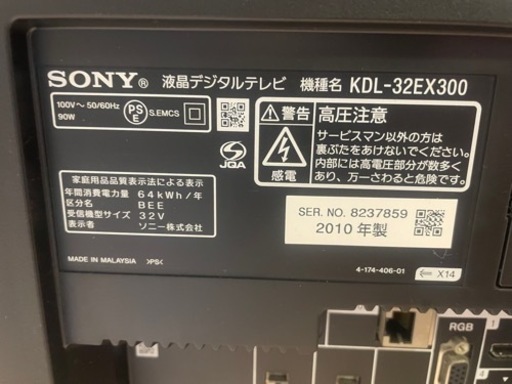 SONY® 液晶デジタルテレビ 機種名 KDL-32EX300
100V～ 50/60Hz
90W
PS
E
S.EMCS
JQA
警告 高圧注意
感電
サービスマン以外の方は
裏ぶたをあけないでください。
内部には高電圧部分が数多く
あり、万一さわると危険です。
家庭用品品質表示法による表示
年間消費電力量 64kWh/年
区分名 BEE
受信機型サイズ 32V
表示者 ソニー株式会社
SER. NO. 8237859
2010 年製
MADE IN MALAYSIA >PS<
4-174-406-01
X14
RGB
1
4